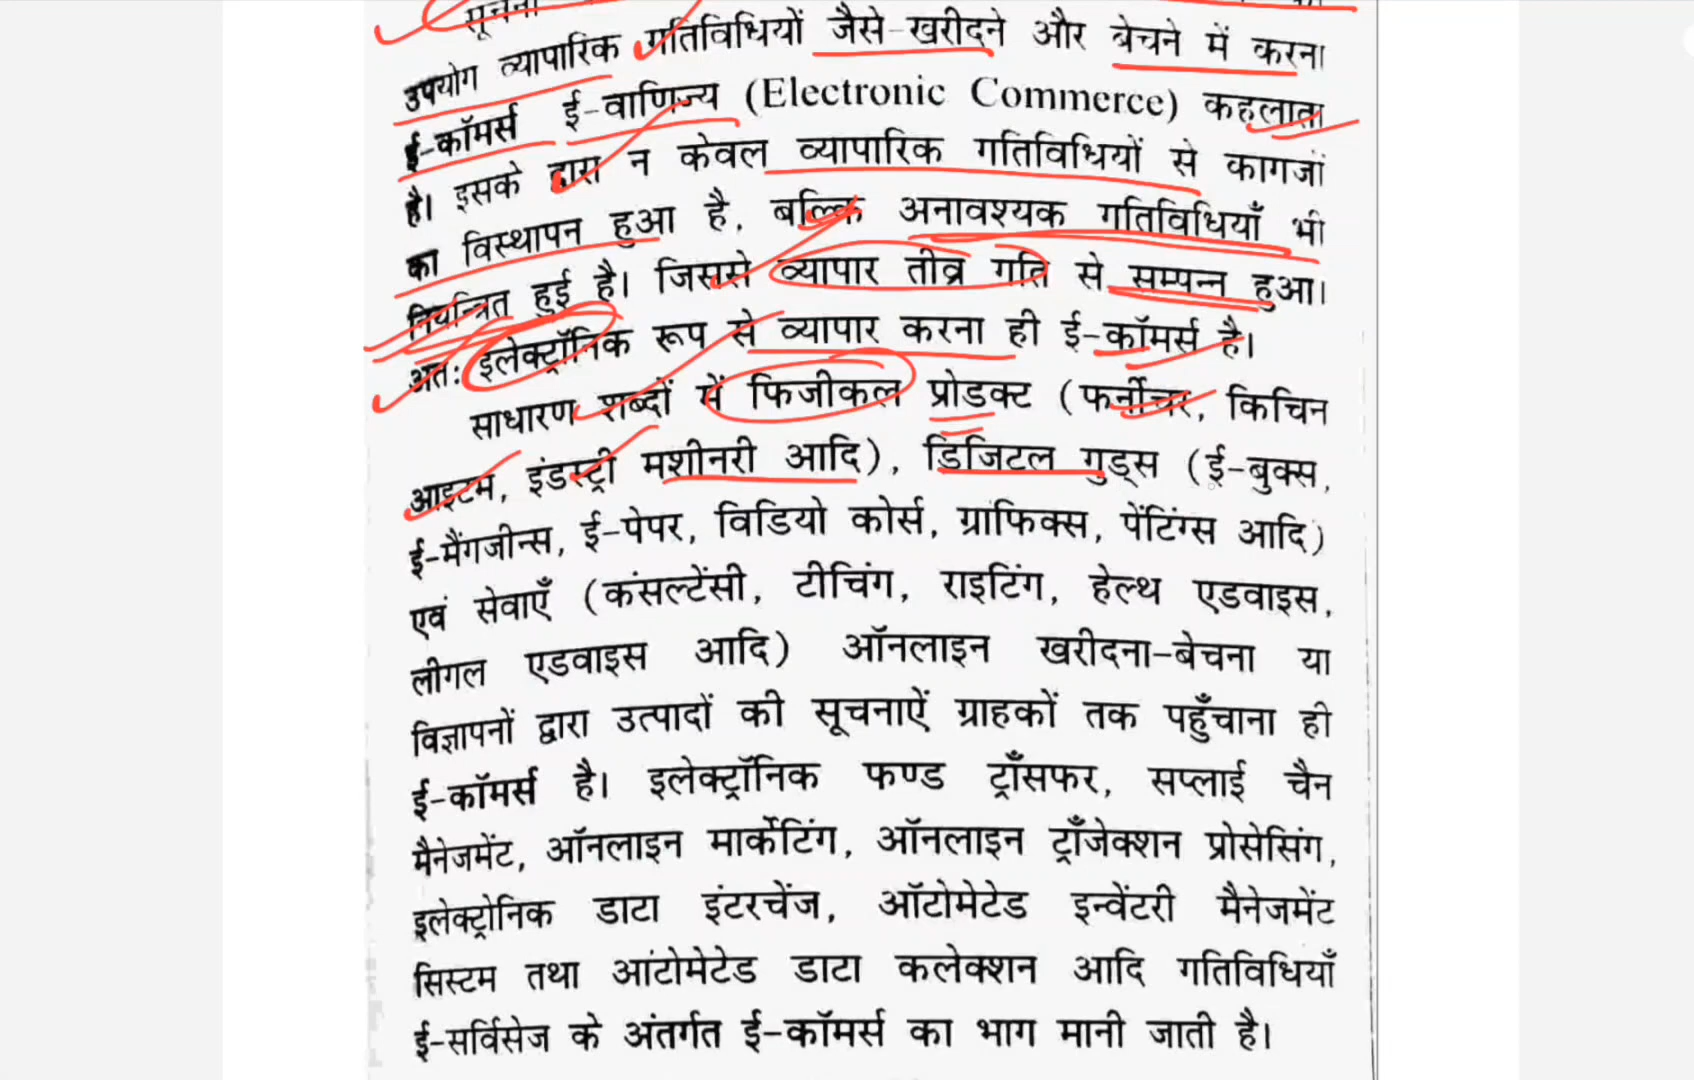 सूचना
उपयोग व्यापारिक गतिविधियों जैसे-खरीदने और बेचने में करना
ई-कॉमर्स ई-वाणिज्य (Electronic Commerce) कहलाता
है। इसके द्वारा न केवल व्यापारिक गतिविधियों से कागजों
का विस्थापन हुआ है, बल्कि अनावश्यक गतिविधियाँ भी
नियन्त्रित हुई है। जिससे व्यापार तीव्र गति से सम्पन्न हुआ।
अतः इलेक्ट्रॉनिक रूप से व्यापार करना ही ई-कॉमर्स है।
साधारण शब्दों में फिजीकल प्रोडक्ट (फर्नीचर, किचिन
आइटम, इंडस्ट्री मशीनरी आदि), डिजिटल गुड्स (ई-बुक्स,
ई-मैंगजीन्स, ई-पेपर, विडियो कोर्स, ग्राफिक्स, पेंटिंग्स आदि)
एवं सेवाएँ (कंसल्टेंसी, टीचिंग, राइटिंग, हेल्थ एडवाइस,
लीगल एडवाइस आदि) ऑनलाइन खरीदना-बेचना या
विज्ञापनों द्वारा उत्पादों की सूचनाऐं ग्राहकों तक पहुँचाना ही
ई-कॉमर्स है। इलेक्ट्रॉनिक फण्ड ट्राँसफर, सप्लाई चैन
मैनेजमेंट, ऑनलाइन मार्केटिंग, ऑनलाइन ट्राँजेक्शन प्रोसेसिंग,
इलेक्ट्रोनिक डाटा इंटरचेंज, ऑटोमेटेड इन्वेंटरी मैनेजमेंट
सिस्टम तथा आंटोमेटेड डाटा कलेक्शन आदि गतिविधियाँ
ई-सर्विसेज के अंतर्गत ई-कॉमर्स का भाग मानी जाती है।